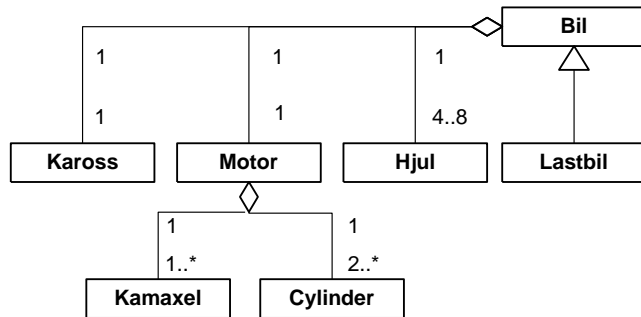 Bil
1 1 1
1 1 4..8
Kaross Motor Hjul Lastbil
1 1
1..* 2..*
Kamaxel Cylinder